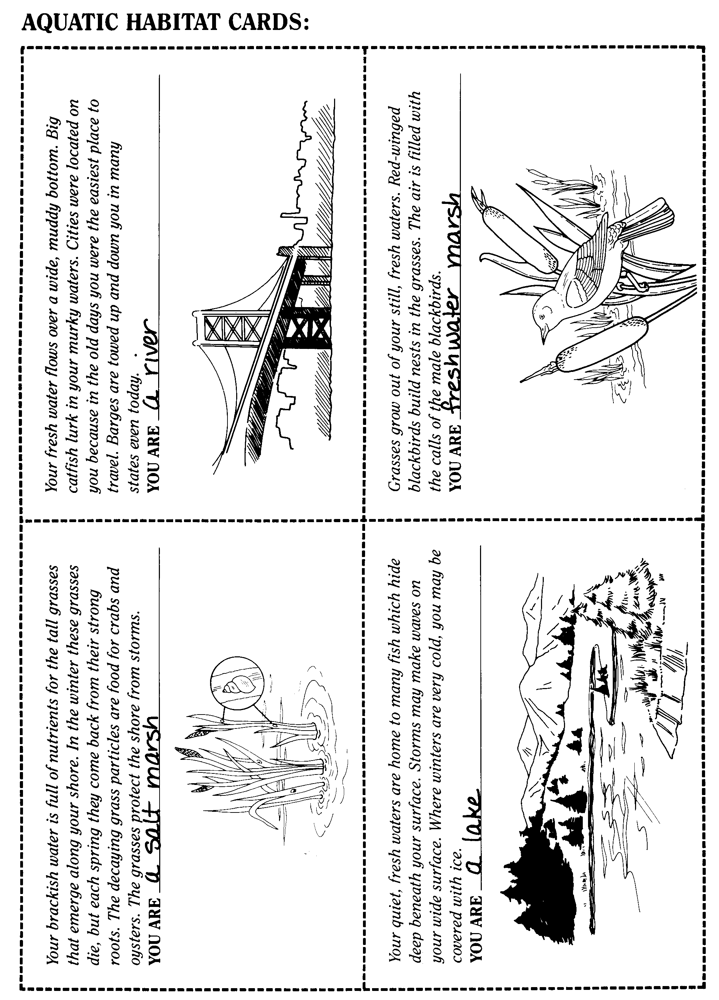 AQUATIC HABITAT CARDS:
Your fresh water flows over a wide, muddy bottom. Big
catfish lurk in your murky waters. Cities were located on
you because in the old days you were the easiest place to
travel. Barges are towed up and down you in many
states even today.
YOU ARE a river
Grasses grow out of your still, fresh waters. Red-winged
blackbirds build nests in the grasses. The air is filled with
the calls of the male blackbirds.
YOU ARE freshwater marsh
Your brackish water is full of nutrients for the tall grasses
that emerge along your shore. In the winter these grasses
die, but each spring they come back from their strong
roots. The decaying grass particles are food for crabs and
oysters. The grasses protect the shore from storms.
YOU ARE a salt marsh
Your quiet, fresh waters are home to many fish which hide
deep beneath your surface. Storms may make waves on
your wide surface. Where winters are very cold, you may be
covered with ice.
YOU ARE a lake